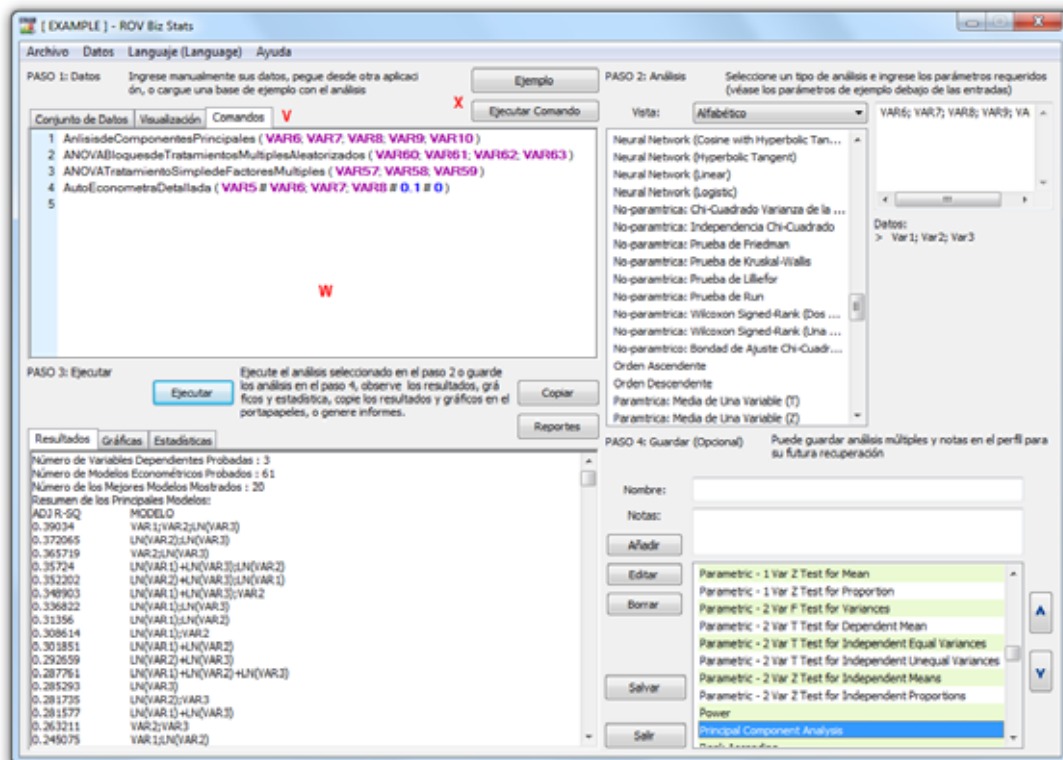 [ EXAMPLE ] - ROV Biz Stats
Archivo Datos Languaje (Language) Ayuda
PASO 1: Datos
Ingrese manualmente sus datos, pegue desde otra aplicaci
ón, o cargue una base de ejemplo con el análisis
Ejemplo
X
Ejecutar Comando
Conjunto de Datos Visualización Comandos V
1 AnlisisdeComponentesPrincipales ( VAR6; VAR7; VAR8; VAR9; VAR10 )
2 ANOVABloquesdeTratamientosMultiplesAleatorizados ( VAR60; VAR61; VAR62; VAR63 )
3 ANOVATratamientoSimpledeFactoresMultiples ( VAR57; VAR58; VAR59 )
4 AutoEconometraDetallada ( VAR5 # VAR6; VAR7; VAR8 # 0.1 # 0 )
5
W
PASO 2: Análisis
Seleccione un tipo de análisis e ingrese los parámetros requeridos
(véase los parámetros de ejemplo debajo de las entradas)
Vista: Alfabético
VAR6; VAR7; VAR8; VAR9; VA
Neural Network (Cosine with Hyperbolic Tan...
Neural Network (Hyperbolic Tangent)
Neural Network (Linear)
Neural Network (Logistic)
No-paramtrica: Chi-Cuadrado Varianza de la ...
No-paramtrica: Independencia Chi-Cuadrado
No-paramtrica: Prueba de Friedman
No-paramtrica: Prueba de Kruskal-Wallis
No-paramtrica: Prueba de Lilliefor
No-paramtrica: Prueba de Run
No-paramtrica: Wilcoxon Signed-Rank (Dos ...
No-paramtrica: Wilcoxon Signed-Rank (Una ...
No-paramtrico: Bondad de Ajuste Chi-Cuadr...
Orden Ascendente
Orden Descendente
Paramtrica: Media de Una Variable (T)
Paramtrica: Media de Una Variable (Z)
Datos:
> Var1; Var2; Var3
PASO 3: Ejecutar
Ejecutar
Ejecute el análisis seleccionado en el paso 2 o guarde
los análisis en el paso 4, observe los resultados, grá
ficos y estadística, copie los resultados y gráficos en el
portapapeles, o genere informes.
Copiar
Reportes
Resultados Gráficas Estadísticas
Número de Variables Dependientes Probadas : 3
Número de Modelos Econométricos Probados : 61
Número de los Mejores Modelos Mostrados : 20
Resumen de los Principales Modelos:
ADJ R-SQ MODELO
0.39034 VAR1;VAR2;LN(VAR3)
0.372065 LN(VAR2);LN(VAR3)
0.365719 VAR2;LN(VAR3)
0.35724 LN(VAR1)+LN(VAR3);LN(VAR2)
0.352202 LN(VAR2)+LN(VAR3);LN(VAR1)
0.348903 LN(VAR1)+LN(VAR3);VAR2
0.336822 LN(VAR1);LN(VAR3)
0.31356 LN(VAR1);LN(VAR2)
0.308614 LN(VAR1);VAR2
0.301851 LN(VAR1)+LN(VAR2)
0.292659 LN(VAR2)+LN(VAR3)
0.287761 LN(VAR1)+LN(VAR2)+LN(VAR3)
0.285293 LN(VAR3)
0.281735 LN(VAR2);VAR3
0.281577 LN(VAR1)+LN(VAR3)
0.263211 VAR2;VAR3
0.245075 VAR1;LN(VAR2)
PASO 4: Guardar (Opcional)
Puede guardar análisis múltiples y notas en el perfil para
su futura recuperación
Nombre:
Notas:
Añadir
Editar
Borrar
Salvar
Salir
Parametric - 1 Var Z Test for Mean
Parametric - 1 Var Z Test for Proportion
Parametric - 2 Var F Test for Variances
Parametric - 2 Var T Test for Dependent Mean
Parametric - 2 Var T Test for Independent Equal Variances
Parametric - 2 Var T Test for Independent Unequal Variances
Parametric - 2 Var Z Test for Independent Means
Parametric - 2 Var Z Test for Independent Proportions
Power
Principal Component Analysis
Rank Ascending